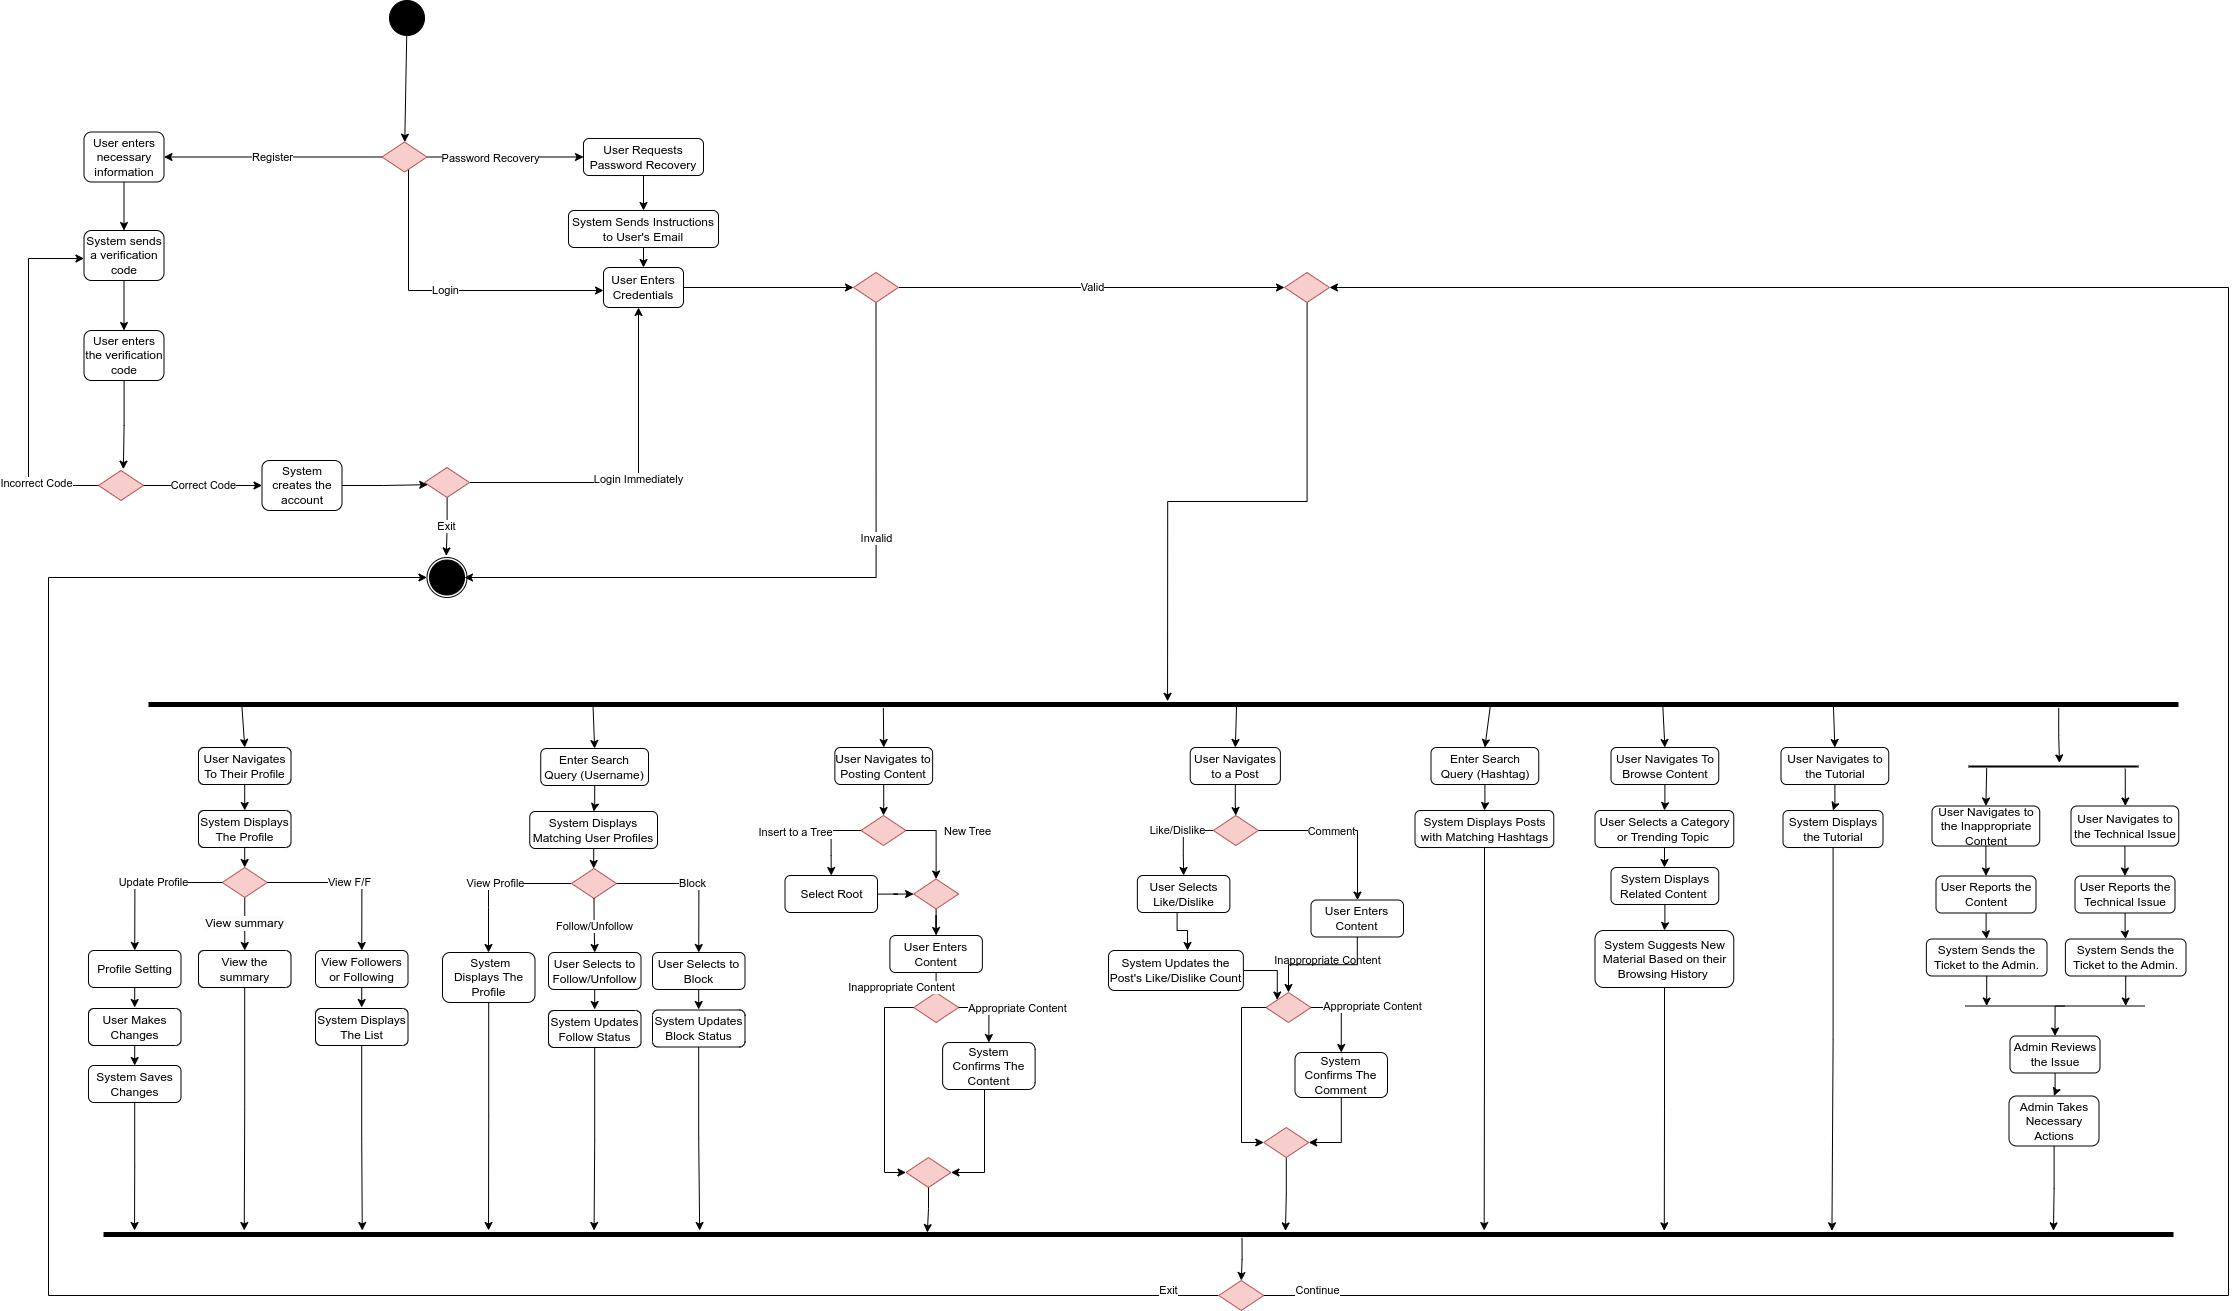 User enters
necessary
information
Register
Password Recovery
User Requests
Password Recovery
System sends
a verification
code
System Sends Instructions
to User's Email
User Enters
Credentials
Login
Valid
User enters
the verification
code
Incorrect Code
Correct Code
System
creates the
account
Login Immediately
Exit
Invalid
User Navigates
To Their Profile
System Displays
The Profile
Update Profile
View F/F
View summary
Profile Setting
View the
summary
View Followers
or Following
User Makes
Changes
System Displays
The List
System Saves
Changes
Enter Search
Query (Username)
System Displays
Matching User Profiles
View Profile
Block
Follow/Unfollow
System
Displays The
Profile
User Selects to
Follow/Unfollow
User Selects to
Block
System Updates
Follow Status
System Updates
Block Status
User Navigates to
Posting Content
Insert to a Tree
New Tree
Select Root
User Enters
Content
Inappropriate Content
Appropriate Content
System
Confirms The
Content
User Navigates
to a Post
Like/Dislike
Comment
User Selects
Like/Dislike
User Enters
Content
System Updates the
Post's Like/Dislike Count
Inappropriate Content
Appropriate Content
System
Confirms The
Comment
Enter Search
Query (Hashtag)
System Displays Posts
with Matching Hashtags
User Navigates To
Browse Content
User Selects a Category
or Trending Topic
System Displays
Related Content
System Suggests New
Material Based on their
Browsing History
User Navigates to
the Tutorial
System Displays
the Tutorial
User Navigates to
the Inappropriate
Content
User Navigates to
the Technical Issue
User Reports the
Content
User Reports the
Technical Issue
System Sends the
Ticket to the Admin.
System Sends the
Ticket to the Admin.
Admin Reviews
the Issue
Admin Takes
Necessary
Actions
Exit
Continue